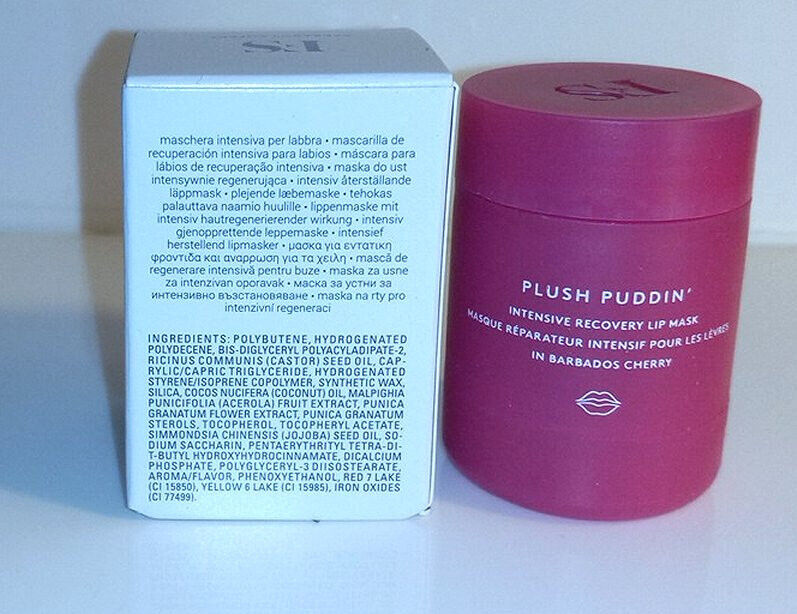 maschera intensiva per labbra • mascarilla de
recuperación intensiva para labios • máscara para
lábios de recuperação intensiva • maska do ust
intensywnie regenerująca • intensiv återställande
läppmask • plejende læbemaske • tehokas
palauttava naamio huulille • lippenmaske mit
intensiv hautregenerierender wirkung • intensiv
gjenopprettende leppemaske • intensief
herstellend lipmasker • μασκα για εντατικη
φροντιδα και αναρρωση για τα χειλη • mască de
regenerare intensivă pentru buze • maska za usne
za intenzivan oporavak • маска за устни за
интензивно възстановяване • maska na rty pro
intenzivní regeneraci
INGREDIENTS: POLYBUTENE, HYDROGENATED
POLYDECENE, BIS-DIGLYCERYL POLYACYLADIPATE-2,
RICINUS COMMUNIS (CASTOR) SEED OIL, CAP-
RYLIC/CAPRIC TRIGLYCERIDE, HYDROGENATED
STYRENE/ISOPRENE COPOLYMER, SYNTHETIC WAX,
SILICA, COCOS NUCIFERA (COCONUT) OIL, MALPIGHIA
PUNICIFOLIA (ACEROLA) FRUIT EXTRACT, PUNICA
GRANATUM FLOWER EXTRACT, PUNICA GRANATUM
STEROLS, TOCOPHEROL, TOCOPHERYL ACETATE,
SIMMONDSIA CHINENSIS (JOJOBA) SEED OIL, SO-
DIUM SACCHARIN, PENTAERYTHRITYL TETRA-DI-
T-BUTYL HYDROXYHYDROCINNAMATE, DICALCIUM
PHOSPHATE, POLYGLYCERYL-3 DIISOSTEARATE,
AROMA/FLAVOR, PHENOXYETHANOL, RED 7 LAKE
(CI 15850), YELLOW 6 LAKE (CI 15985), IRON OXIDES
(CI 77499).
PLUSH PUDDIN'
INTENSIVE RECOVERY LIP MASK
MASQUE RÉPARATEUR INTENSIF POUR LES LÈVRES
IN BARBADOS CHERRY